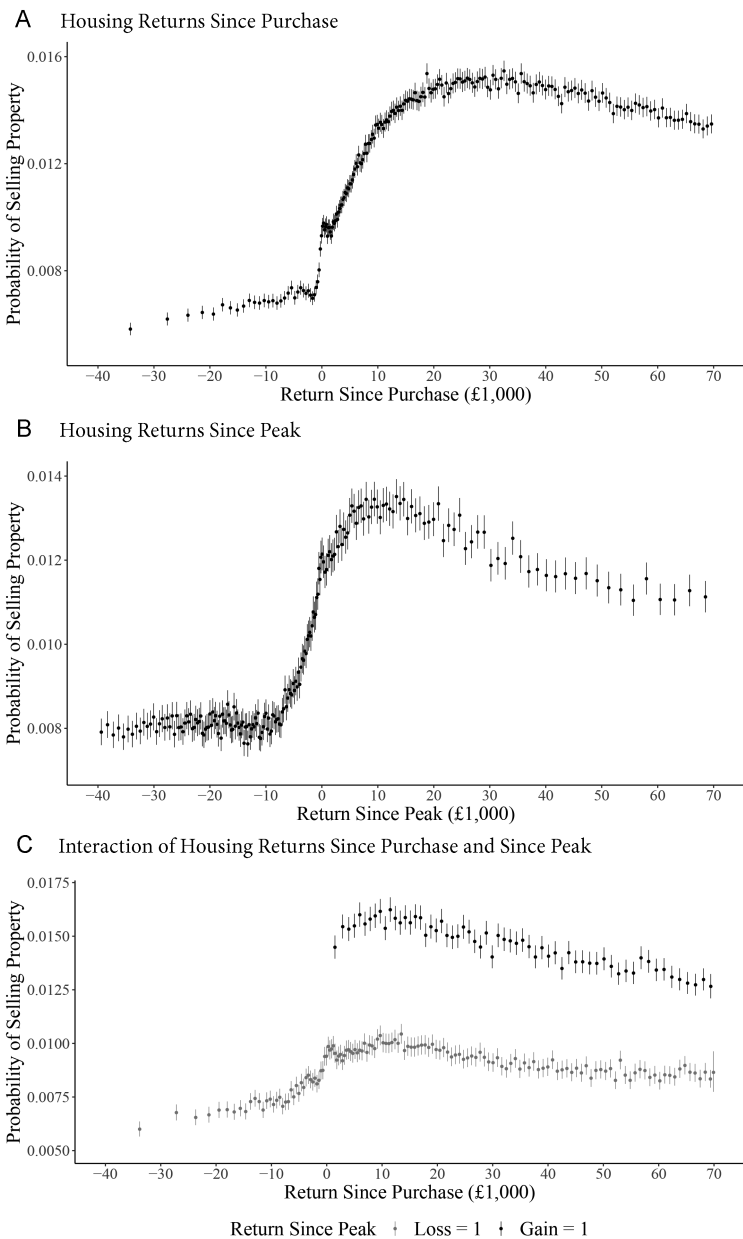 A Housing Returns Since Purchase
0.016
0.012
0.008
Probability of Selling Property
−40 −30 −20 −10 0 10 20 30 40 50 60 70
Return Since Purchase (£1,000)
B Housing Returns Since Peak
0.014
0.012
0.010
0.008
Probability of Selling Property
−40 −30 −20 −10 0 10 20 30 40 50 60 70
Return Since Peak (£1,000)
C Interaction of Housing Returns Since Purchase and Since Peak
0.0175
0.0150
0.0125
0.0100
0.0075
0.0050
Probability of Selling Property
−40 −30 −20 −10 0 10 20 30 40 50 60 70
Return Since Purchase (£1,000)
Return Since Peak Loss = 1 Gain = 1